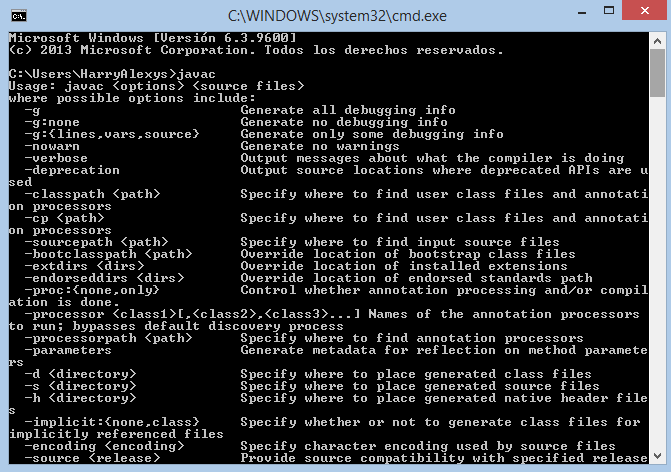 C:\WINDOWS\system32\cmd.exe
Microsoft Windows [Versión 6.3.9600]
(c) 2013 Microsoft Corporation. Todos los derechos reservados.
C:\Users\HarryAlexys>javac
Usage: javac <options> <source files>
where possible options include:
  -g                         Generate all debugging info
  -g:none                    Generate no debugging info
  -g:{lines,vars,source}     Generate only some debugging info
  -nowarn                    Generate no warnings
  -verbose                   Output messages about what the compiler is doing
  -deprecation               Output source locations where deprecated APIs are u
sed
  -classpath <path>          Specify where to find user class files and annotati
on processors
  -cp <path>                 Specify where to find user class files and annotati
on processors
  -sourcepath <path>         Specify where to find input source files
  -bootclasspath <path>      Override location of bootstrap class files
  -extdirs <dirs>            Override location of installed extensions
  -endorseddirs <dirs>       Override location of endorsed standards path
  -proc:{none,only}          Control whether annotation processing and/or compil
ation is done.
  -processor <class1>[,<class2>,<class3>...] Names of the annotation processors
to run; bypasses default discovery process
  -processorpath <path>      Specify where to find annotation processors
  -parameters                Generate metadata for reflection on method paramete
rs
  -d <directory>             Specify where to place generated class files
  -s <directory>             Specify where to place generated source files
  -h <directory>             Specify where to place generated native header file
s
  -implicit:{none,class}     Specify whether or not to generate class files for
implicitly referenced files
  -encoding <encoding>       Specify character encoding used by source files
  -source <release>          Provide source compatibility with specified release